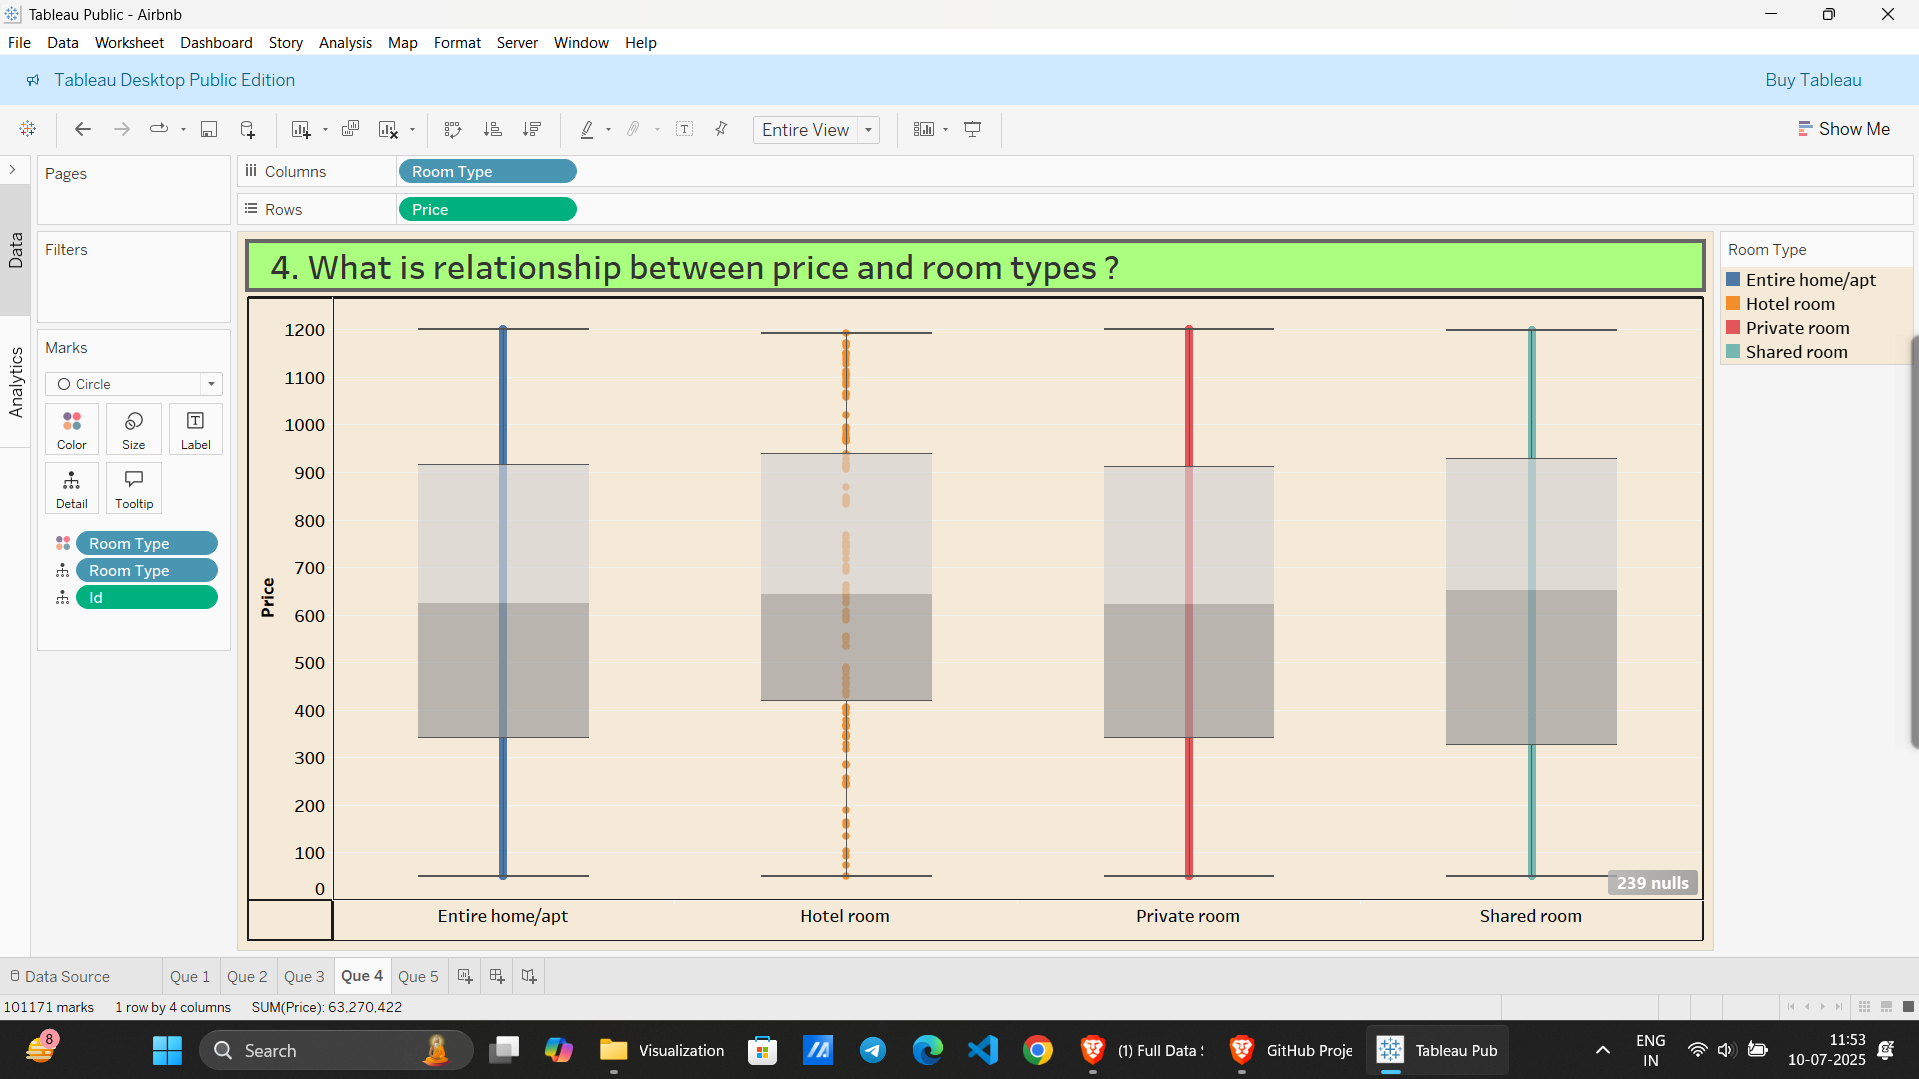 Tableau Public - Airbnb
File Data Worksheet Dashboard Story Analysis Map Format Server Window Help
Tableau Desktop Public Edition
Buy Tableau
Entire View
Show Me
Data
Analytics
Pages
Filters
Marks
Circle
Color Size Label
Detail Tooltip
Room Type
Room Type
Id
Columns
Room Type
Rows
Price
4. What is relationship between price and room types ?
Price
1200
1100
1000
900
800
700
600
500
400
300
200
100
0
239 nulls
Entire home/apt Hotel room Private room Shared room
Room Type
Entire home/apt
Hotel room
Private room
Shared room
Data Source Que 1 Que 2 Que 3 Que 4 Que 5
101171 marks 1 row by 4 columns SUM(Price): 63,270,422
8
Search
Visualization
(1) Full Data
GitHub Proje
Tableau Pub
ENG
IN
11:53
10-07-2025